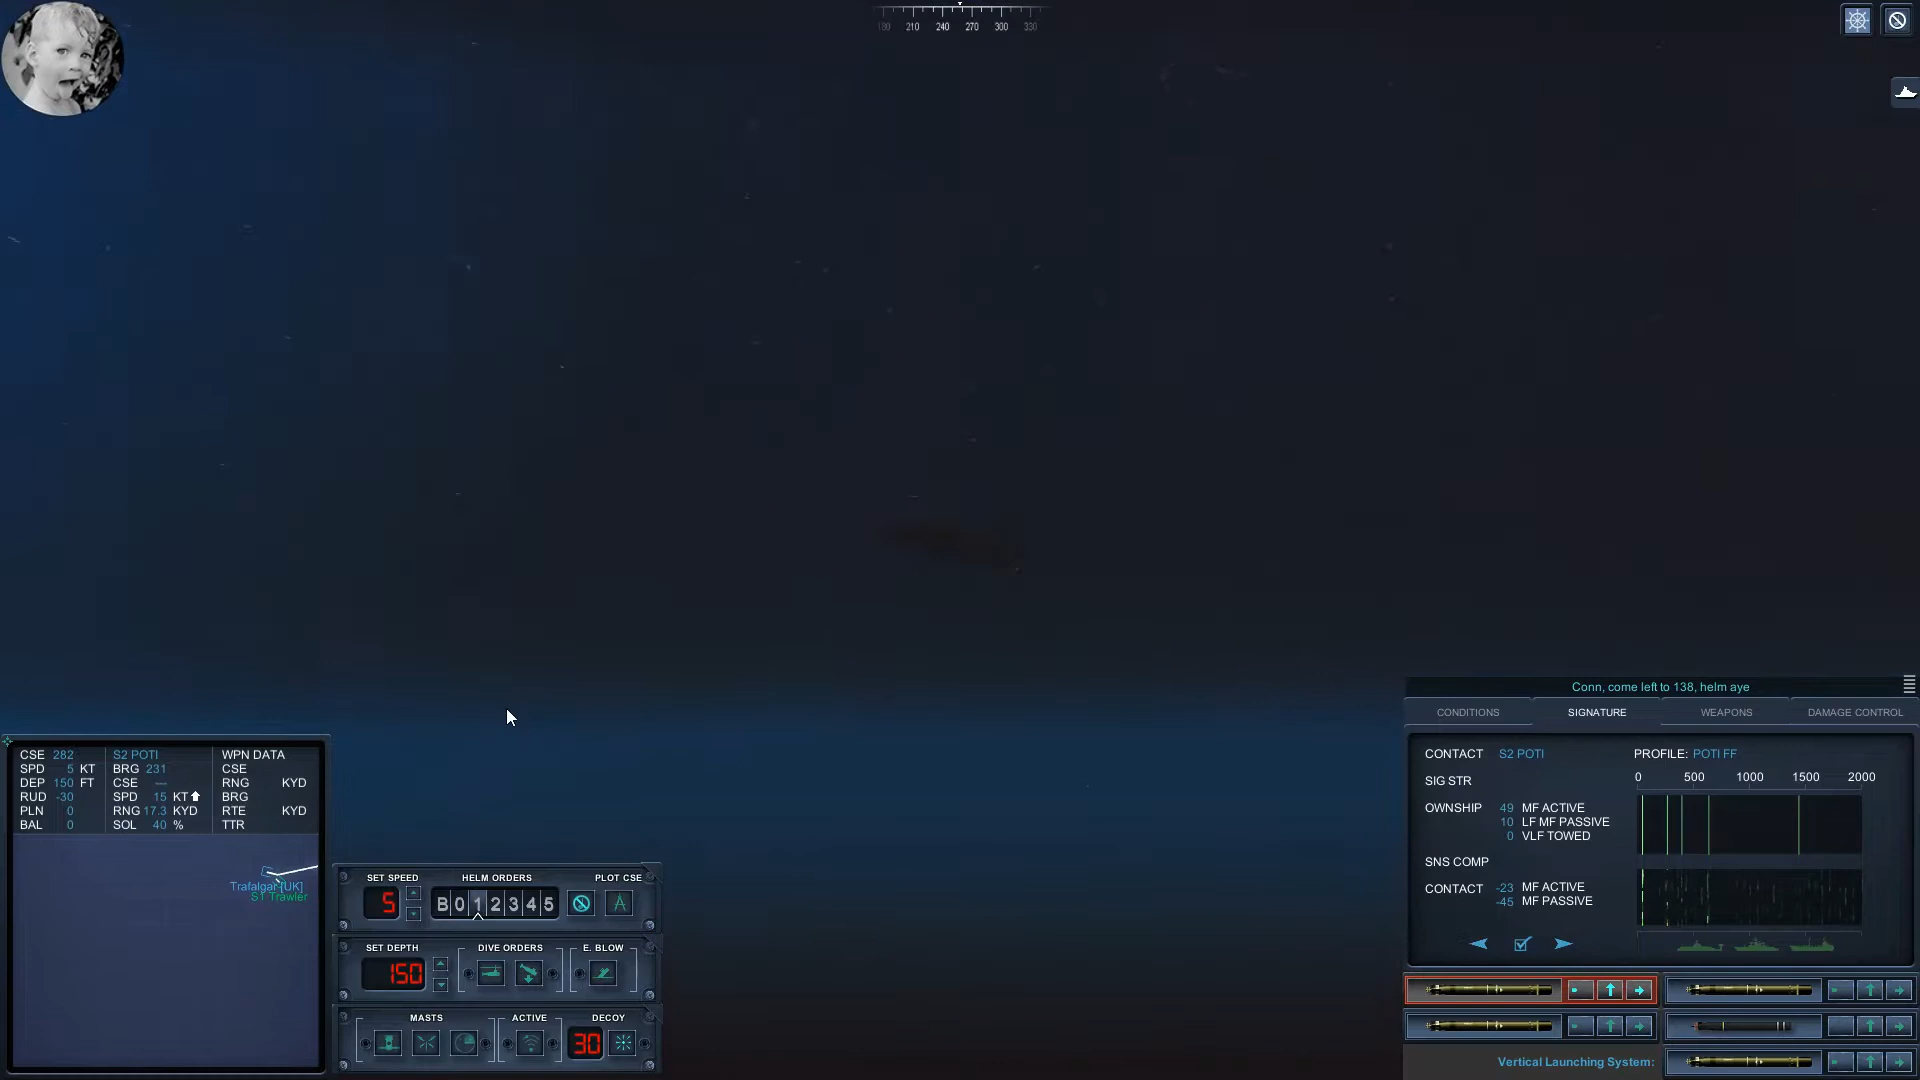 180 210 240 270 300 330
Conn, come left to 138, helm aye
CONDITIONS SIGNATURE WEAPONS DAMAGE CONTROL
CONTACT S2 POTI PROFILE: POTI FF
SIG STR
0 500 1000 1500 2000
OWNSHIP 49 MF ACTIVE
10 LF MF PASSIVE
0 VLF TOWED
SNS COMP
CONTACT -23 MF ACTIVE
-45 MF PASSIVE
Vertical Launching System:
CSE 282 S2 POTI WPN DATA
SPD 5 KT BRG 231 CSE
DEP 150 FT CSE --- RNG KYD
RUD -30 SPD 15 KT BRG
PLN 0 RNG 17.3 KYD RTE KYD
BAL 0 SOL 40 % TTR
Trafalgar [UK]
S1 Trawler
SET SPEED HELM ORDERS PLOT CSE
5 B 0 1 2 3 4 5
SET DEPTH DIVE ORDERS E. BLOW
150
MASTS ACTIVE DECOY
30